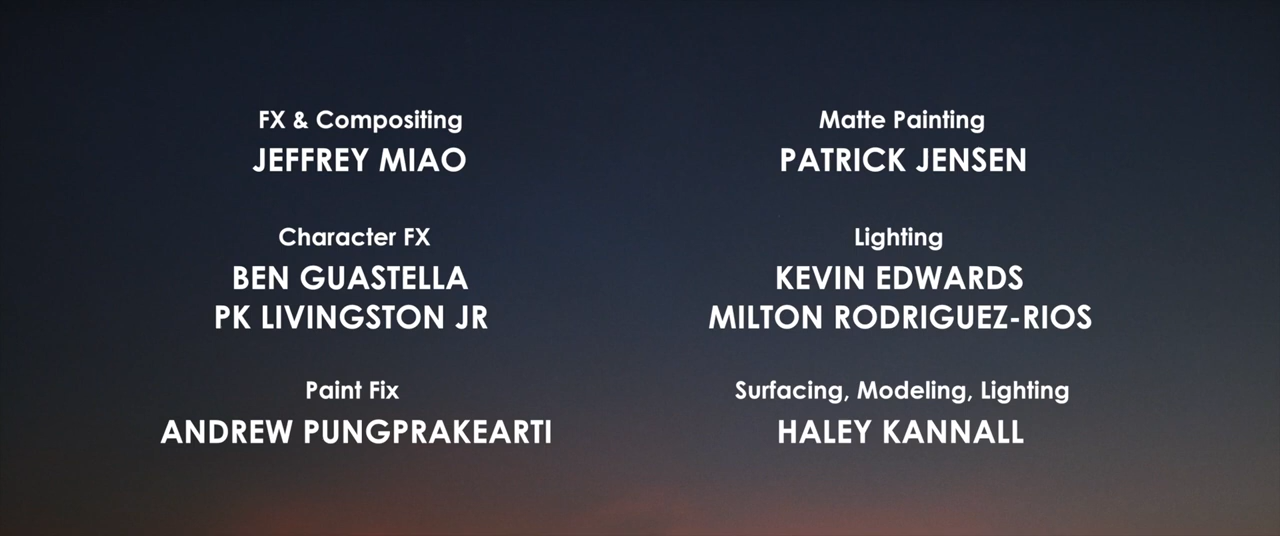 FX & Compositing
JEFFREY MIAO
Character FX
BEN GUASTELLA
PK LIVINGSTON JR
Paint Fix
ANDREW PUNGPRAKEARTI
Matte Painting
PATRICK JENSEN
Lighting
KEVIN EDWARDS
MILTON RODRIGUEZ-RIOS
Surfacing, Modeling, Lighting
HALEY KANNALL